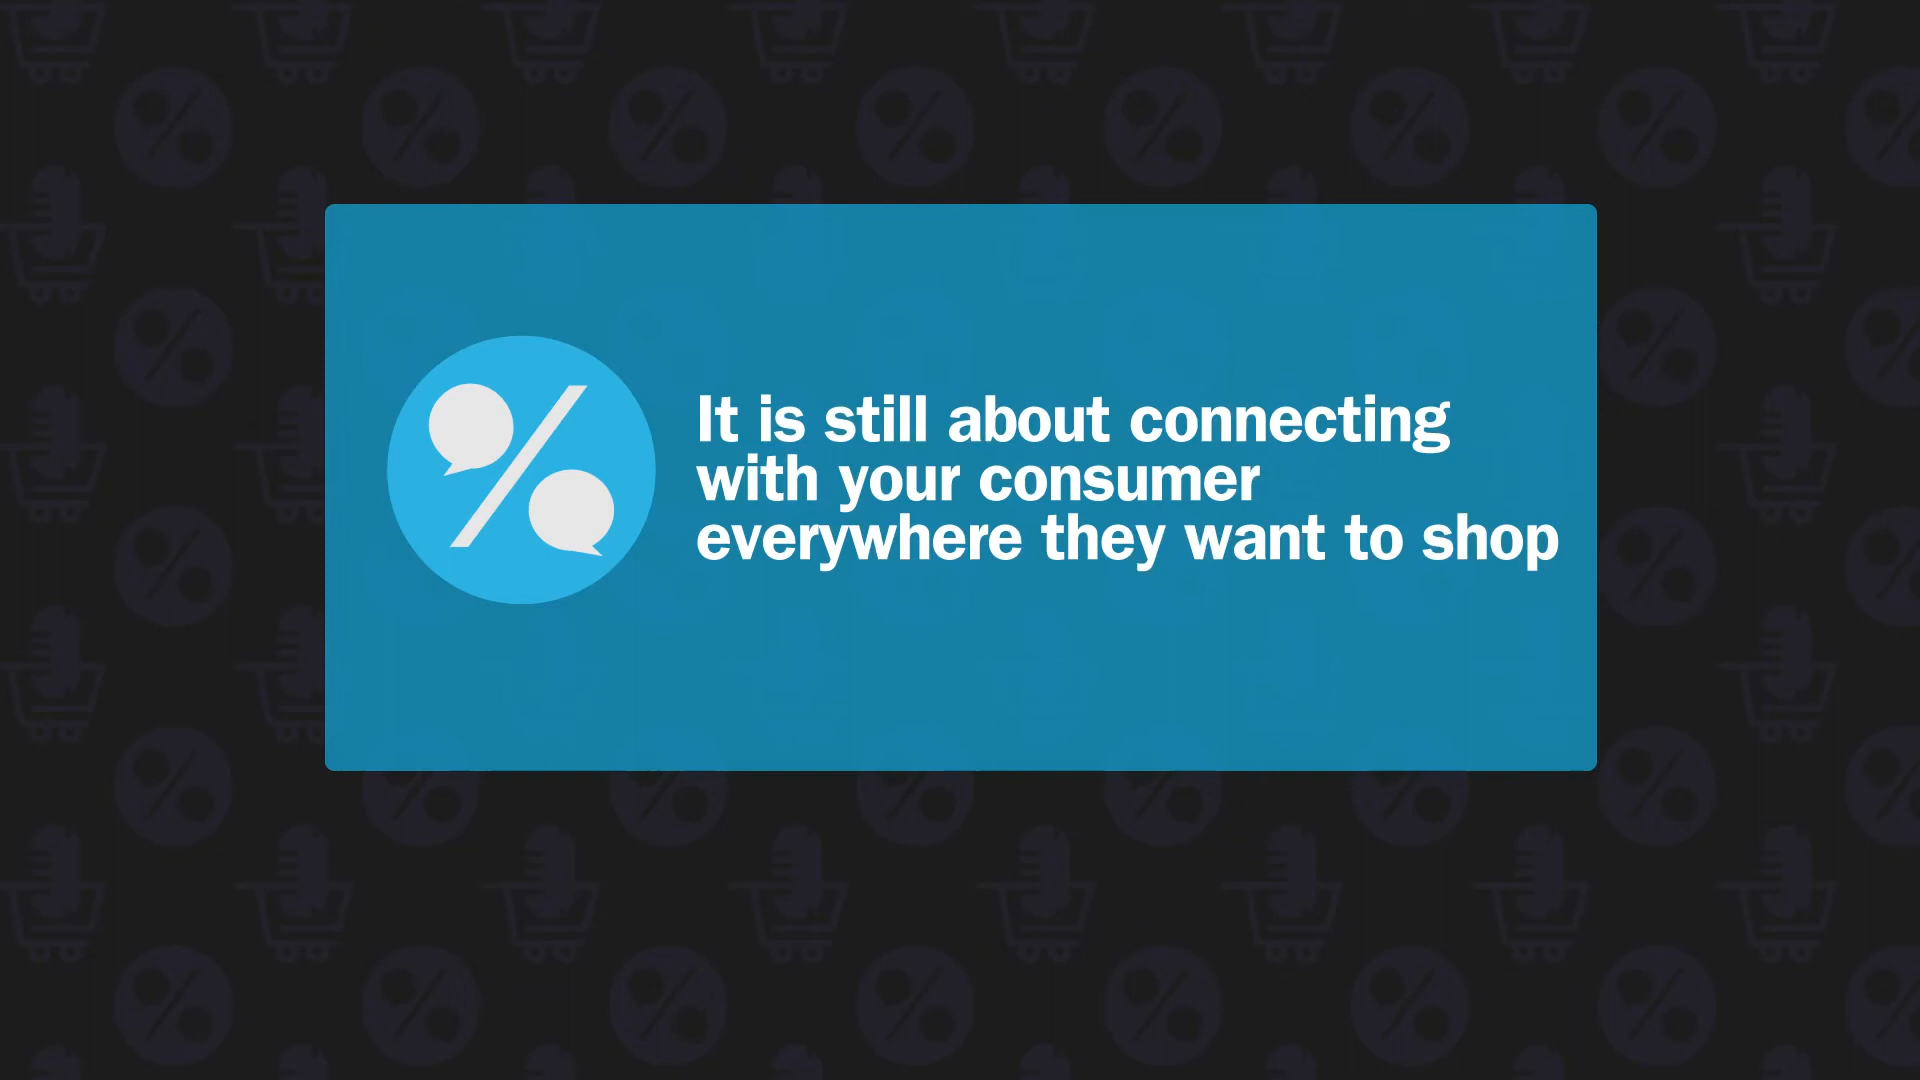 It is still about connecting
with your consumer
everywhere they want to shop